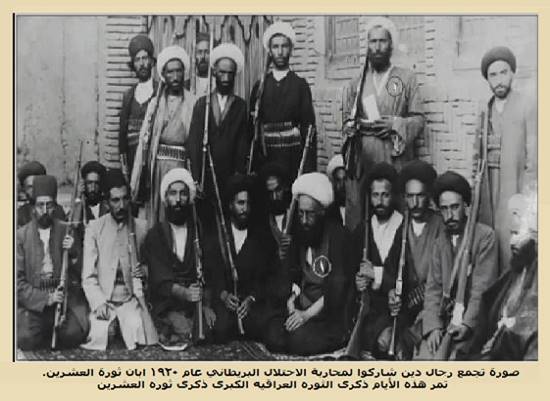 صورة تجمع رجال دين شاركوا لمحاربة الاحتلال البريطاني عام ١٩٢٠ ابان ثورة العشرين.
تمر هذه الأيام ذكرى الثورة العراقيه الكبرى ذكرى ثورة العشرين